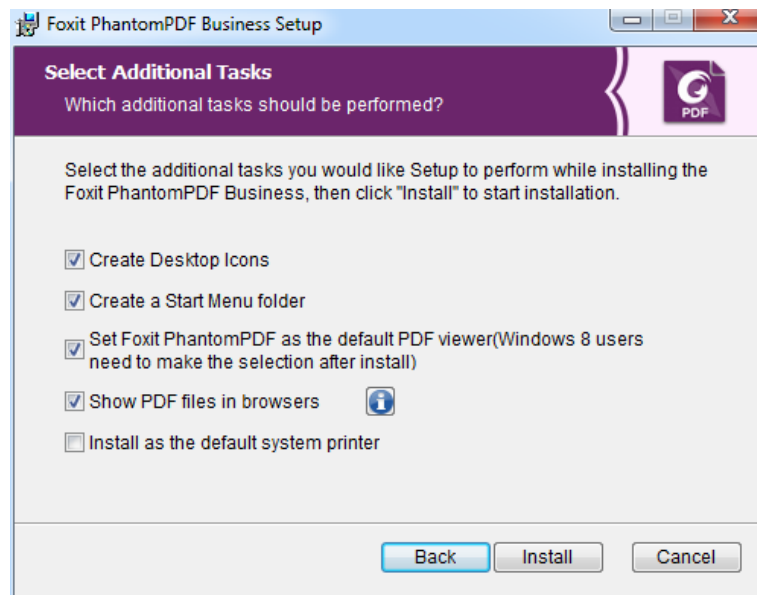 Foxit PhantomPDF Business Setup
Select Additional Tasks
Which additional tasks should be performed?
PDF
Select the additional tasks you would like Setup to perform while installing the
Foxit PhantomPDF Business, then click "Install" to start installation.
Create Desktop Icons
Create a Start Menu folder
Set Foxit PhantomPDF as the default PDF viewer(Windows 8 users
need to make the selection after install)
Show PDF files in browsers
Install as the default system printer
Back Install Cancel